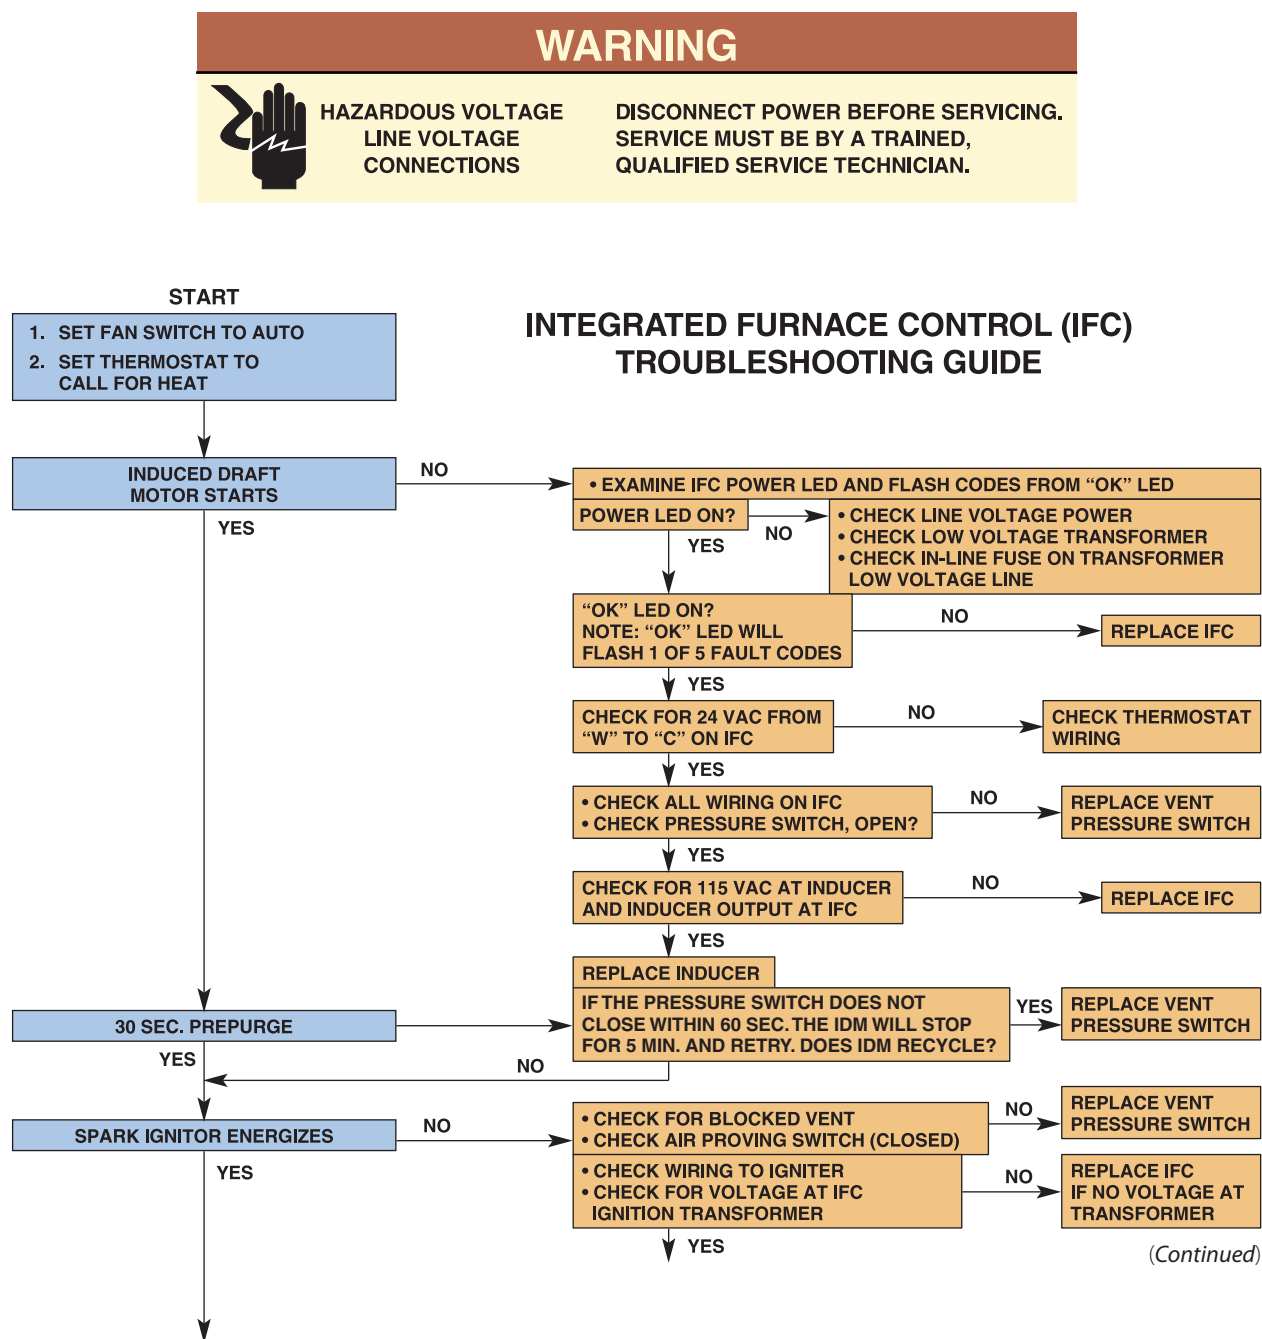 WARNING
HAZARDOUS VOLTAGE
LINE VOLTAGE
CONNECTIONS
DISCONNECT POWER BEFORE SERVICING.
SERVICE MUST BE BY A TRAINED,
QUALIFIED SERVICE TECHNICIAN.
START
1. SET FAN SWITCH TO AUTO
2. SET THERMOSTAT TO
CALL FOR HEAT
INTEGRATED FURNACE CONTROL (IFC)
TROUBLESHOOTING GUIDE
INDUCED DRAFT
MOTOR STARTS
NO
YES
• EXAMINE IFC POWER LED AND FLASH CODES FROM “OK” LED
POWER LED ON?
NO
YES
• CHECK LINE VOLTAGE POWER
• CHECK LOW VOLTAGE TRANSFORMER
• CHECK IN-LINE FUSE ON TRANSFORMER
LOW VOLTAGE LINE
“OK” LED ON?
NOTE: “OK” LED WILL
FLASH 1 OF 5 FAULT CODES
NO
REPLACE IFC
YES
CHECK FOR 24 VAC FROM
“W” TO “C” ON IFC
NO
CHECK THERMOSTAT
WIRING
YES
• CHECK ALL WIRING ON IFC
• CHECK PRESSURE SWITCH, OPEN?
NO
REPLACE VENT
PRESSURE SWITCH
YES
CHECK FOR 115 VAC AT INDUCER
AND INDUCER OUTPUT AT IFC
NO
REPLACE IFC
YES
REPLACE INDUCER
30 SEC. PREPURGE
IF THE PRESSURE SWITCH DOES NOT
CLOSE WITHIN 60 SEC. THE IDM WILL STOP
FOR 5 MIN. AND RETRY. DOES IDM RECYCLE?
YES
REPLACE VENT
PRESSURE SWITCH
YES
NO
SPARK IGNITOR ENERGIZES
NO
YES
• CHECK FOR BLOCKED VENT
• CHECK AIR PROVING SWITCH (CLOSED)
NO
REPLACE VENT
PRESSURE SWITCH
• CHECK WIRING TO IGNITER
• CHECK FOR VOLTAGE AT IFC
IGNITION TRANSFORMER
NO
REPLACE IFC
IF NO VOLTAGE AT
TRANSFORMER
YES
(Continued)